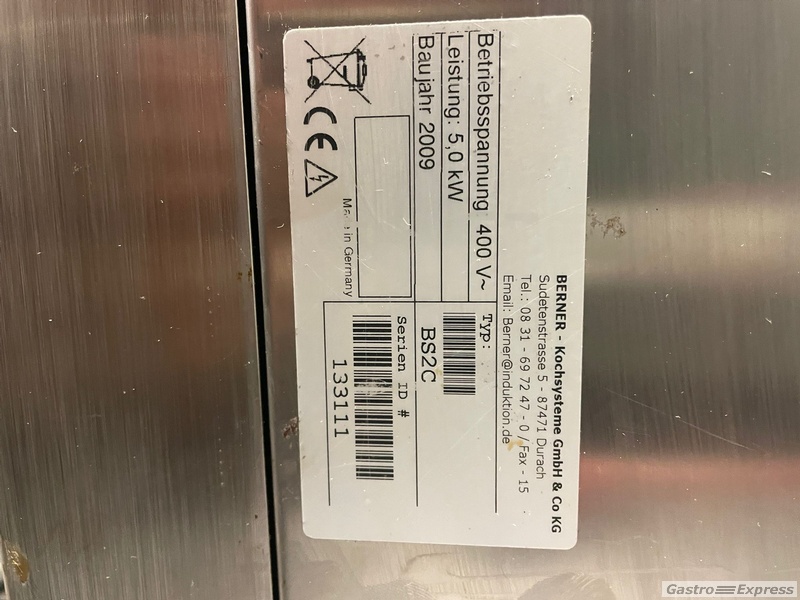 BERNER - Kochsysteme GmbH & Co KG
Sudetenstrasse 5 - 87471 Durach
Tel.: 08 31 - 69 72 47 - 0 / Fax - 15
Email: Berner@induktion.de
Betriebsspannung: 400 V~
Leistung: 5,0 kW
Baujahr 2009
Typ:
BS2C
Made in Germany
Serien ID #
133111
CE
Gastro Express